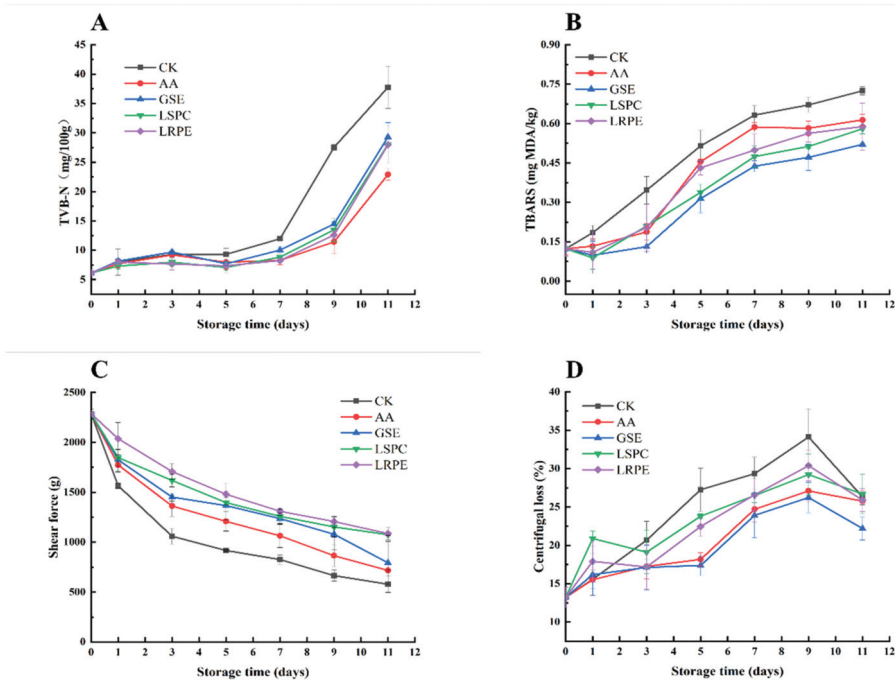 A
TVB-N (mg/100g)
45
40
35
30
25
20
15
10
5
CK
AA
GSE
LSPC
LRPE
0 1 2 3 4 5 6 7 8 9 10 11 12
Storage time (days)
B
TBARS (mg MDA/kg)
0.90
0.75
0.60
0.45
0.30
0.15
0.00
CK
AA
GSE
LSPC
LRPE
0 1 2 3 4 5 6 7 8 9 10 11 12
Storage time (days)
C
Shear force (g)
2500
2000
1500
1000
500
0
CK
AA
GSE
LSPC
LRPE
0 1 2 3 4 5 6 7 8 9 10 11 12
Storage time (days)
D
Centrifugal loss (%)
40
35
30
25
20
15
10
CK
AA
GSE
LSPC
LRPE
0 1 2 3 4 5 6 7 8 9 10 11 12
Storage time (days)